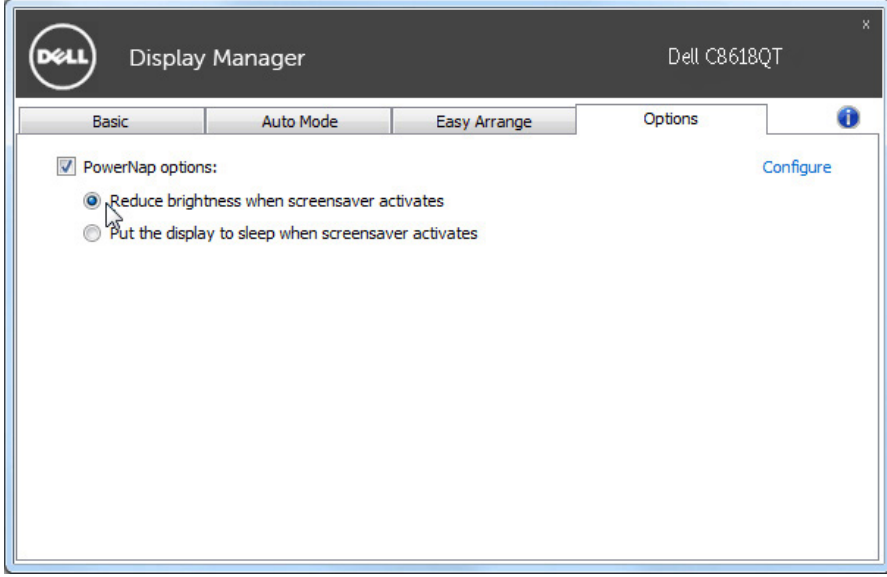 x
DELL Display Manager Dell C8618QT
Basic Auto Mode Easy Arrange Options i
PowerNap options: Configure
Reduce brightness when screensaver activates
Put the display to sleep when screensaver activates